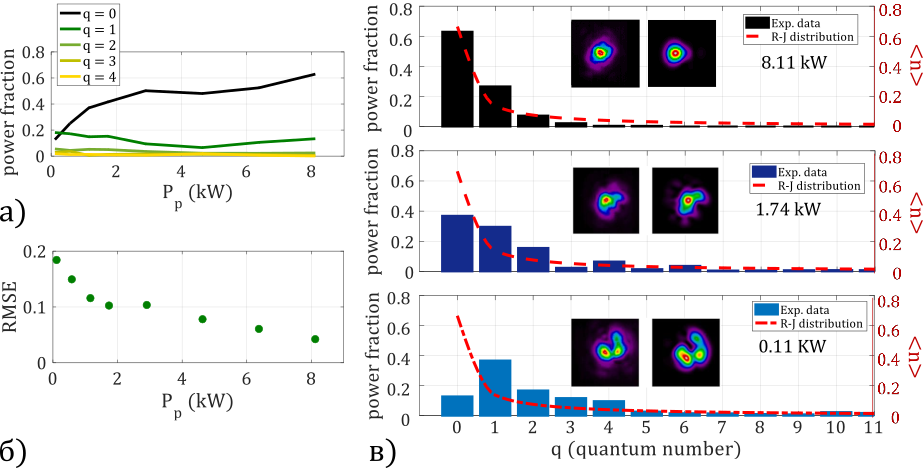 q = 0
q = 1
q = 2
q = 3
q = 4
power fraction
0.8
0.6
0.4
0.2
0
0 2 4 6 8
P_p (kW)
а)
RMSE
0.2
0.1
0
0 2 4 6 8
P_p (kW)
б)
power fraction
0.8
0.6
0.4
0.2
0
Exp. data
R-J distribution
8.11 kW
0.8
0.6
0.4
0.2
0
<n>
power fraction
0.8
0.6
0.4
0.2
0
Exp. data
R-J distribution
1.74 kW
0.8
0.6
0.4
0.2
0
<n>
power fraction
0.8
0.6
0.4
0.2
0
Exp. data
R-J distribution
0.11 KW
0.8
0.6
0.4
0.2
0
<n>
0 1 2 3 4 5 6 7 8 9 10 11
q (quantum number)
в)